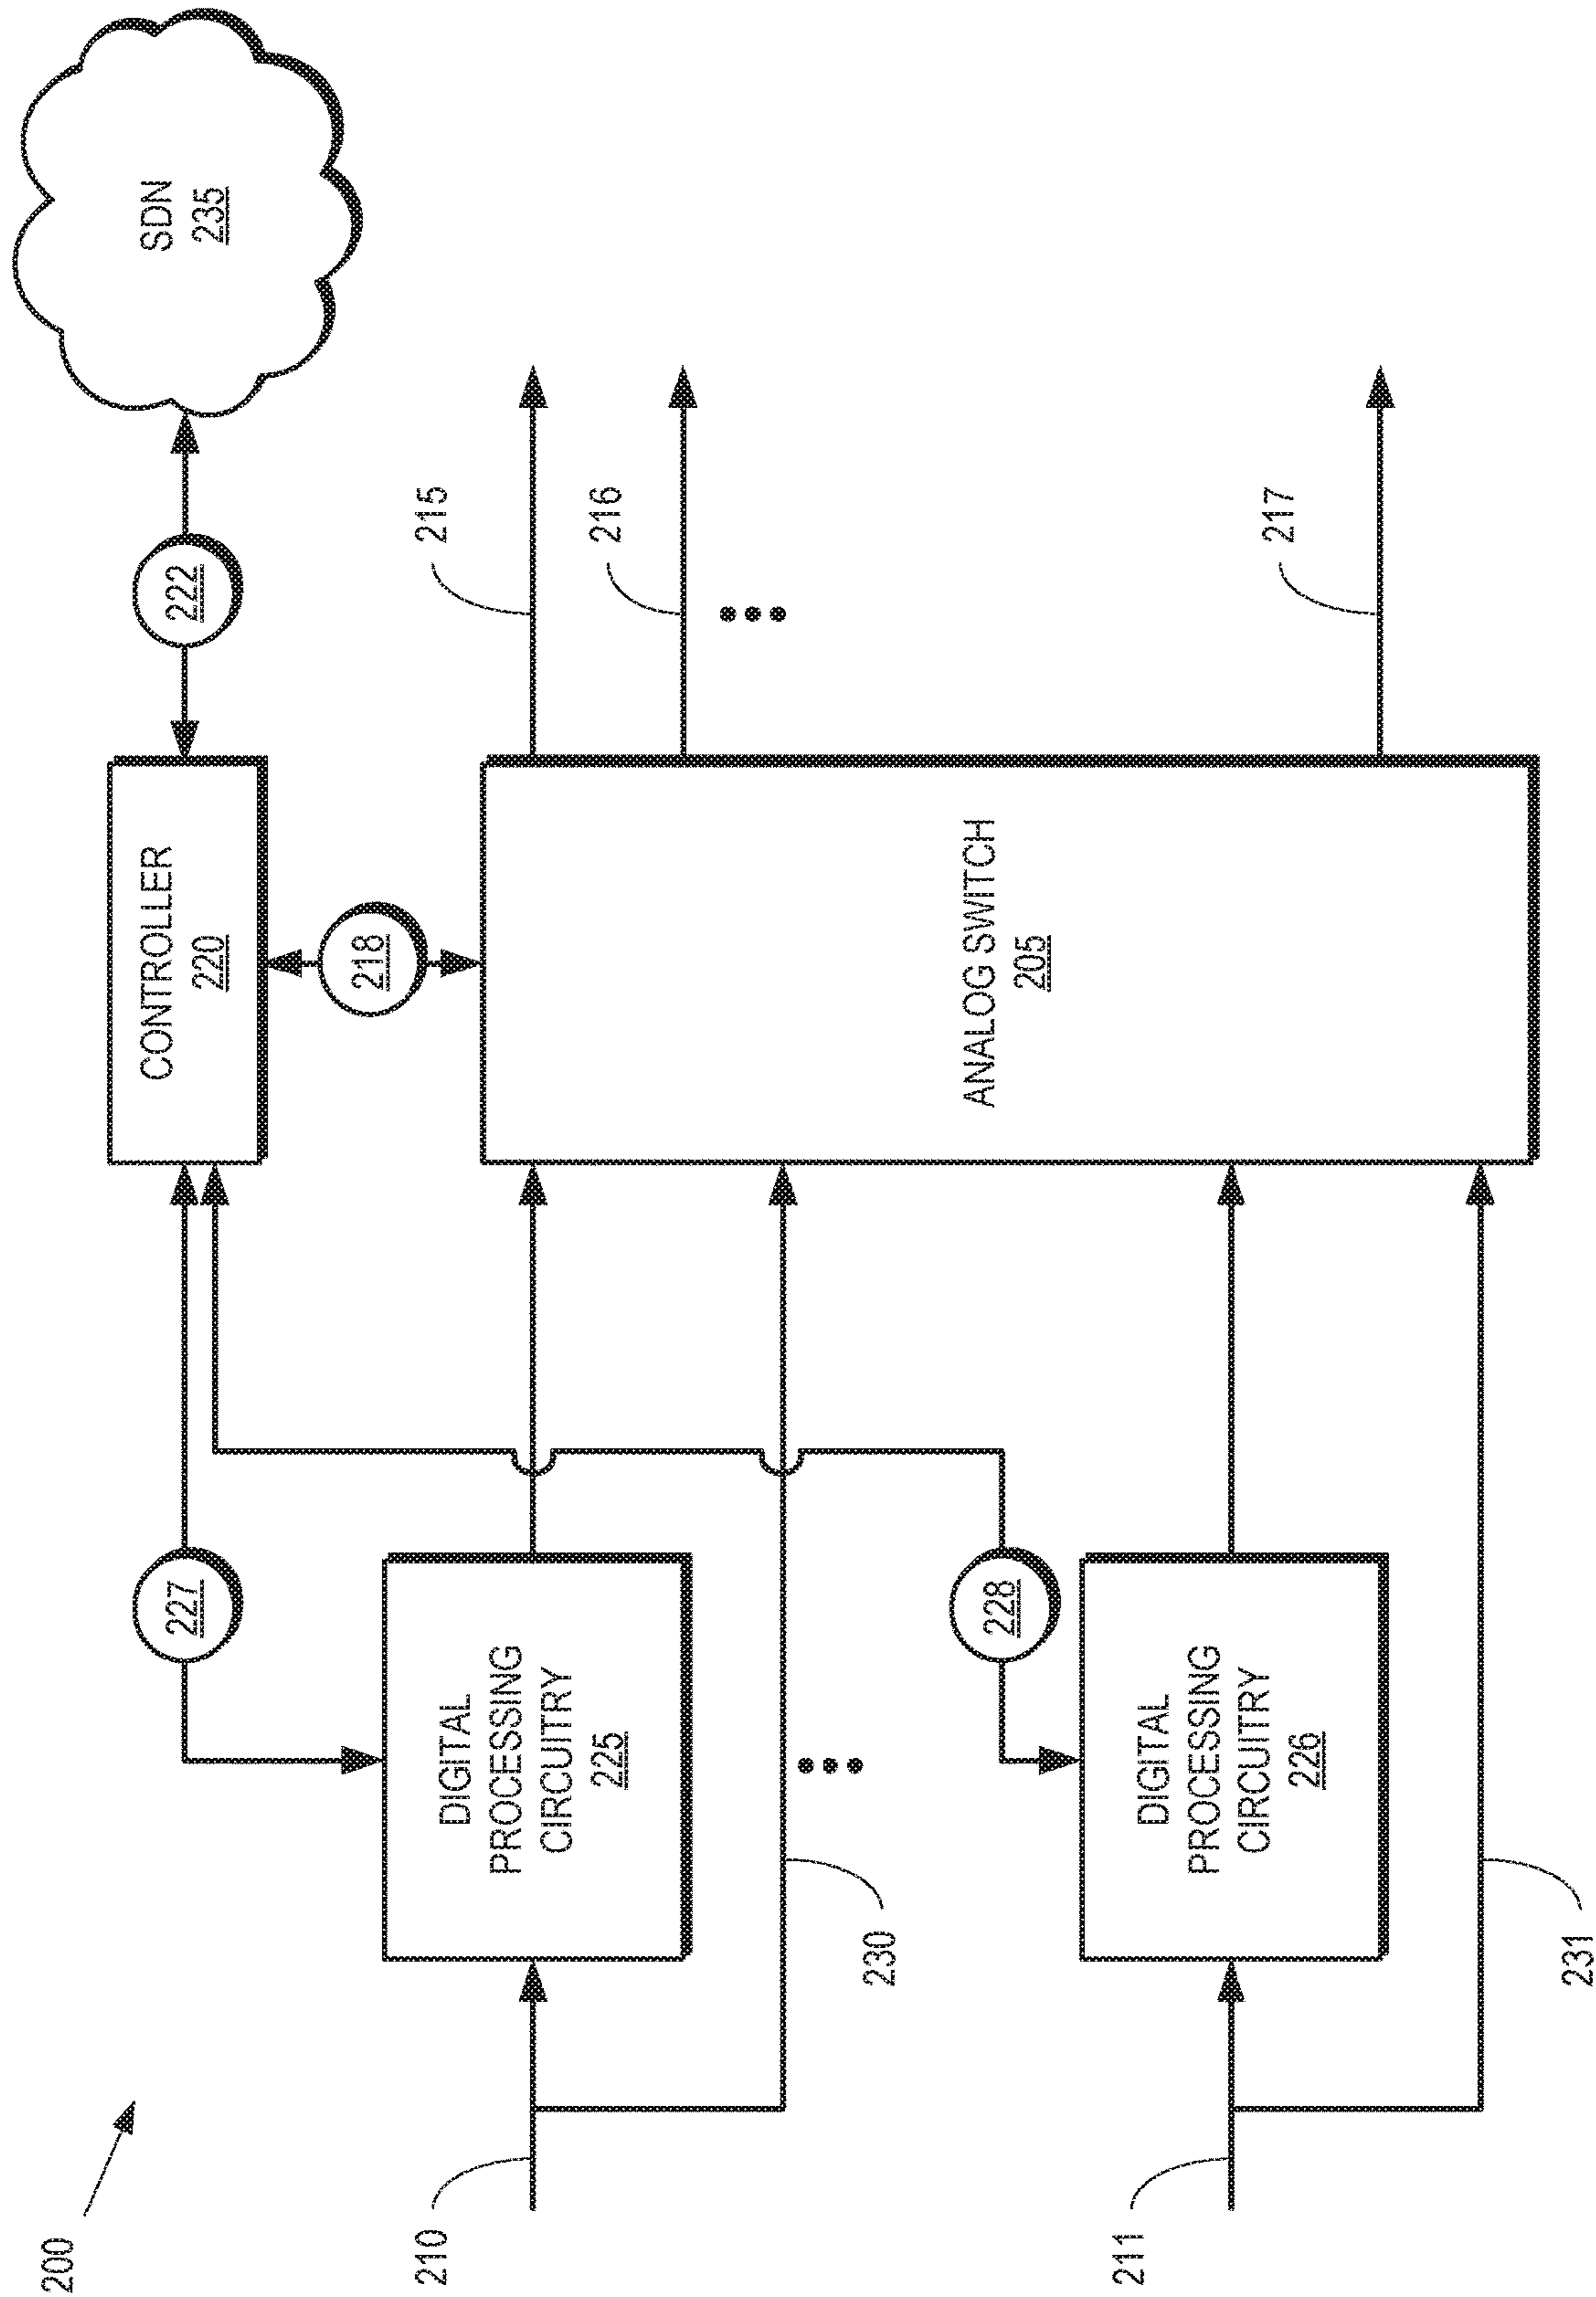 200
SDN
235
222
CONTROLLER
220
227
218
215
216
217
ANALOG SWITCH
205
DIGITAL
PROCESSING
CIRCUITRY
225
210
230
228
DIGITAL
PROCESSING
CIRCUITRY
226
211
231